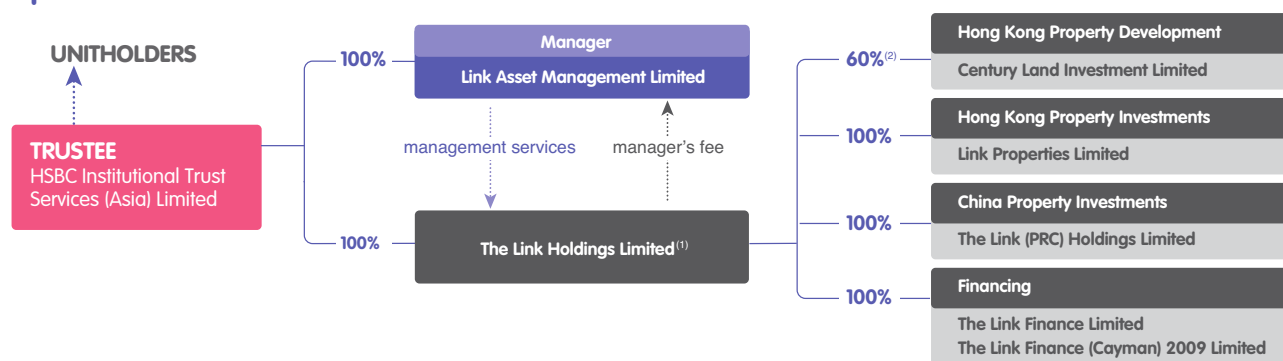 UNITHOLDERS
TRUSTEE
HSBC Institutional Trust
Services (Asia) Limited
100%
Manager
Link Asset Management Limited
management services
manager's fee
100%
The Link Holdings Limited(1)
60%(2)
Hong Kong Property Development
Century Land Investment Limited
100%
Hong Kong Property Investments
Link Properties Limited
100%
China Property Investments
The Link (PRC) Holdings Limited
100%
Financing
The Link Finance Limited
The Link Finance (Cayman) 2009 Limited